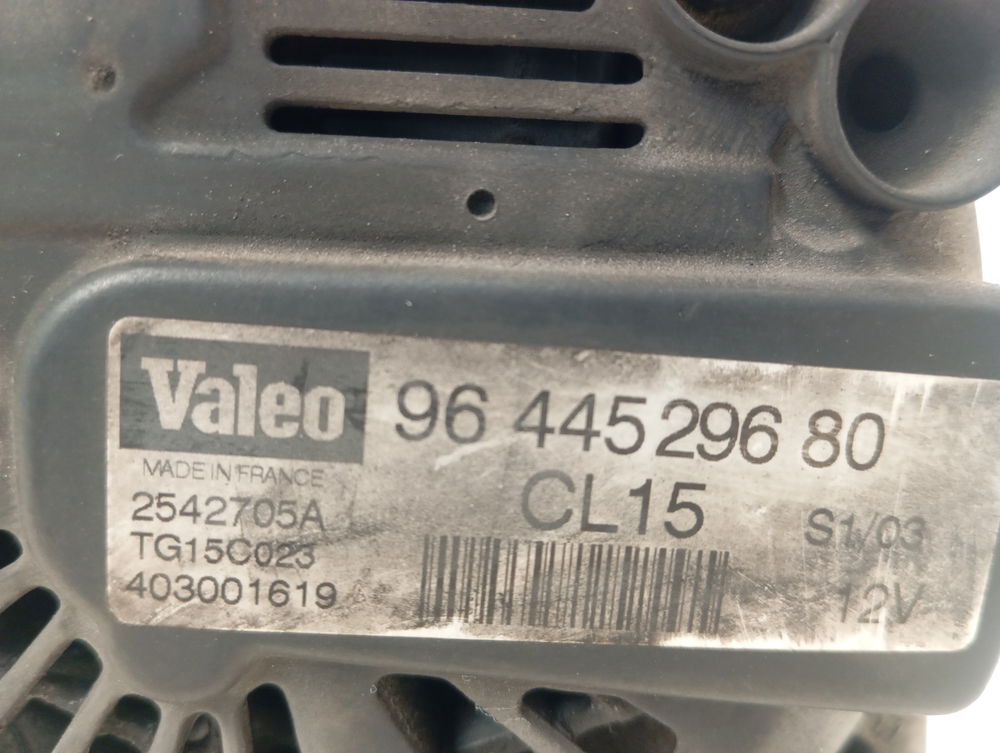 Valeo
96 445 296 80
MADE IN FRANCE
CL15
2542705A
S1/03
TG15C023
403001619
12V